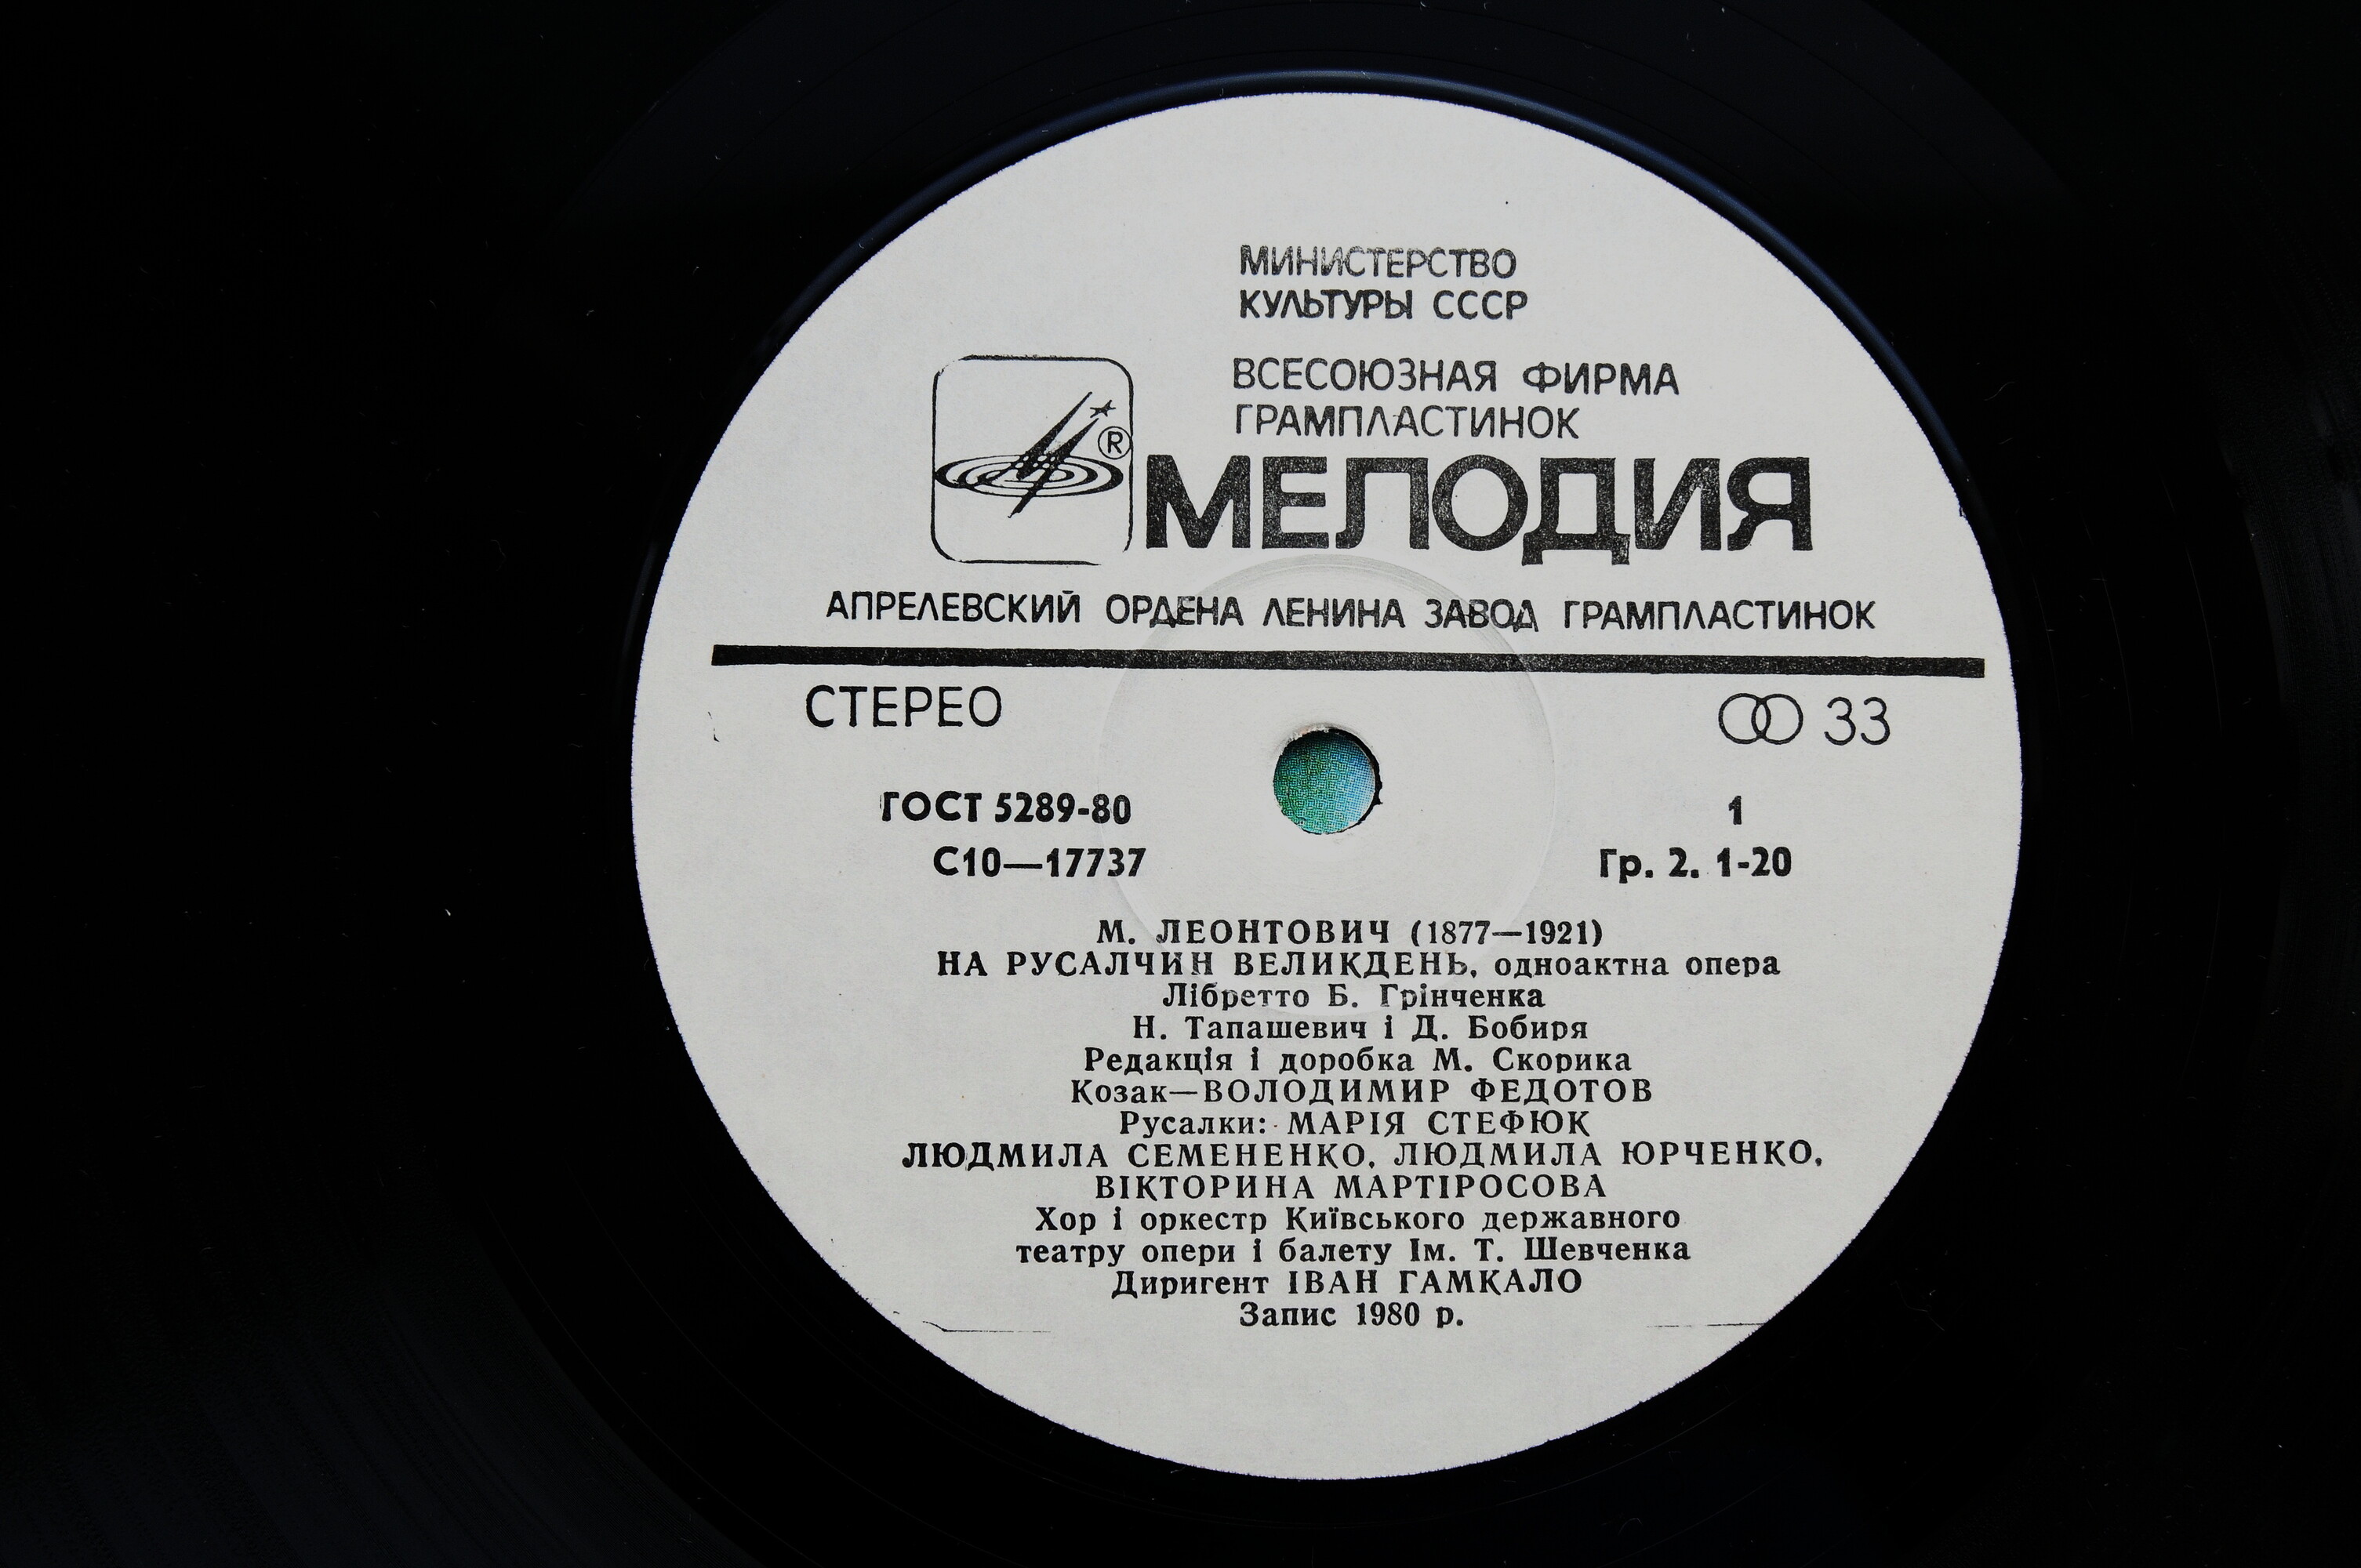 МИНИСТЕРСТВО
КУЛЬТУРЫ СССР
ВСЕСОЮЗНАЯ ФИРМА
ГРАМПЛАСТИНОК
® МЕЛОДИЯ
АПРЕЛЕВСКИЙ ОРДЕНА ЛЕНИНА ЗАВОД ГРАМПЛАСТИНОК
СТЕРЕО 33
ГОСТ 5289-80 1
С10—17737 Гр. 2. 1-20
М. ЛЕОНТОВИЧ (1877—1921)
НА РУСАЛЧИН ВЕЛИКДЕНЬ, одноактна опера
Лібретто Б. Грінченка
Н. Тапашевич і Д. Бобиря
Редакція і доробка М. Скорика
Козак—ВОЛОДИМИР ФЕДОТОВ
Русалки: МАРІЯ СТЕФЮК
ЛЮДМИЛА СЕМЕНЕНКО, ЛЮДМИЛА ЮРЧЕНКО,
ВІКТОРИНА МАРТІРОСОВА
Хор і оркестр Київського державного
театру опери і балету Ім. Т. Шевченка
Диригент ІВАН ГАМКАЛО
Запис 1980 р.